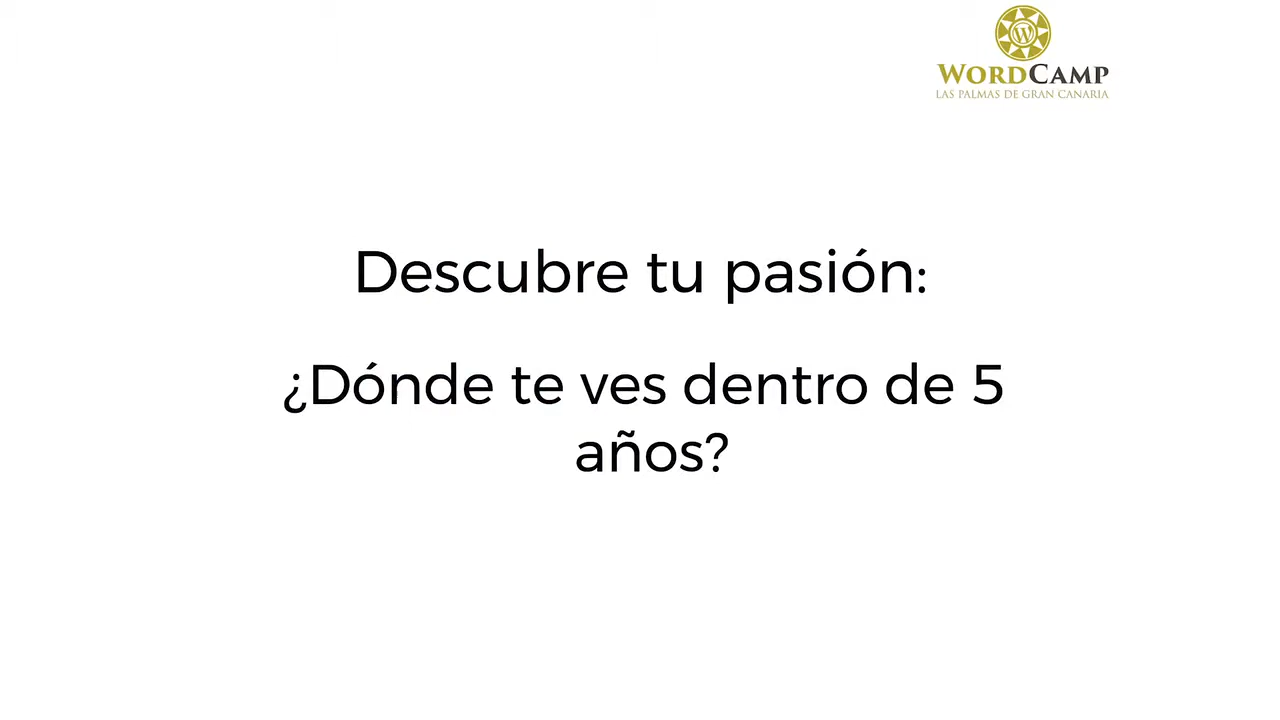 WORDCAMP
LAS PALMAS DE GRAN CANARIA
Descubre tu pasión:
¿Dónde te ves dentro de 5
años?